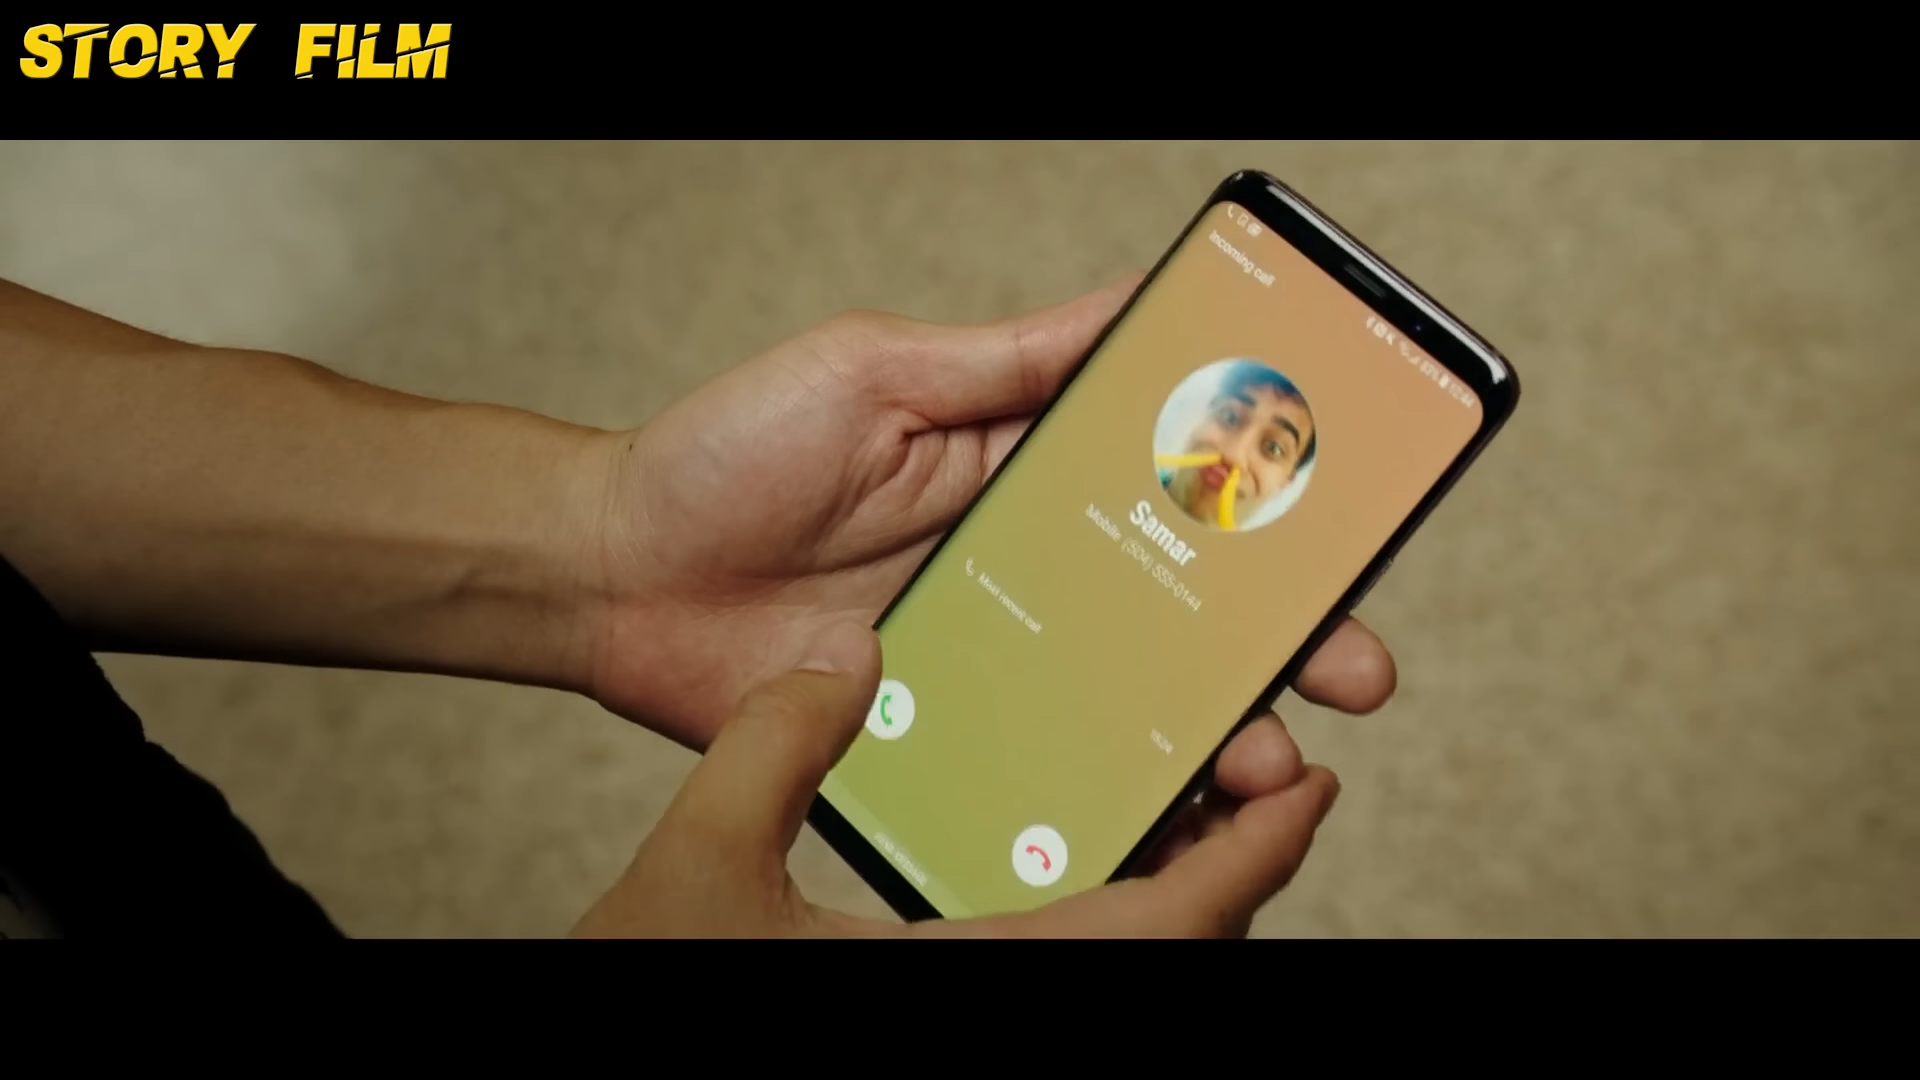 STORY FILM
Incoming call
Samar
Mobile (504) 555-0144
Most recent call